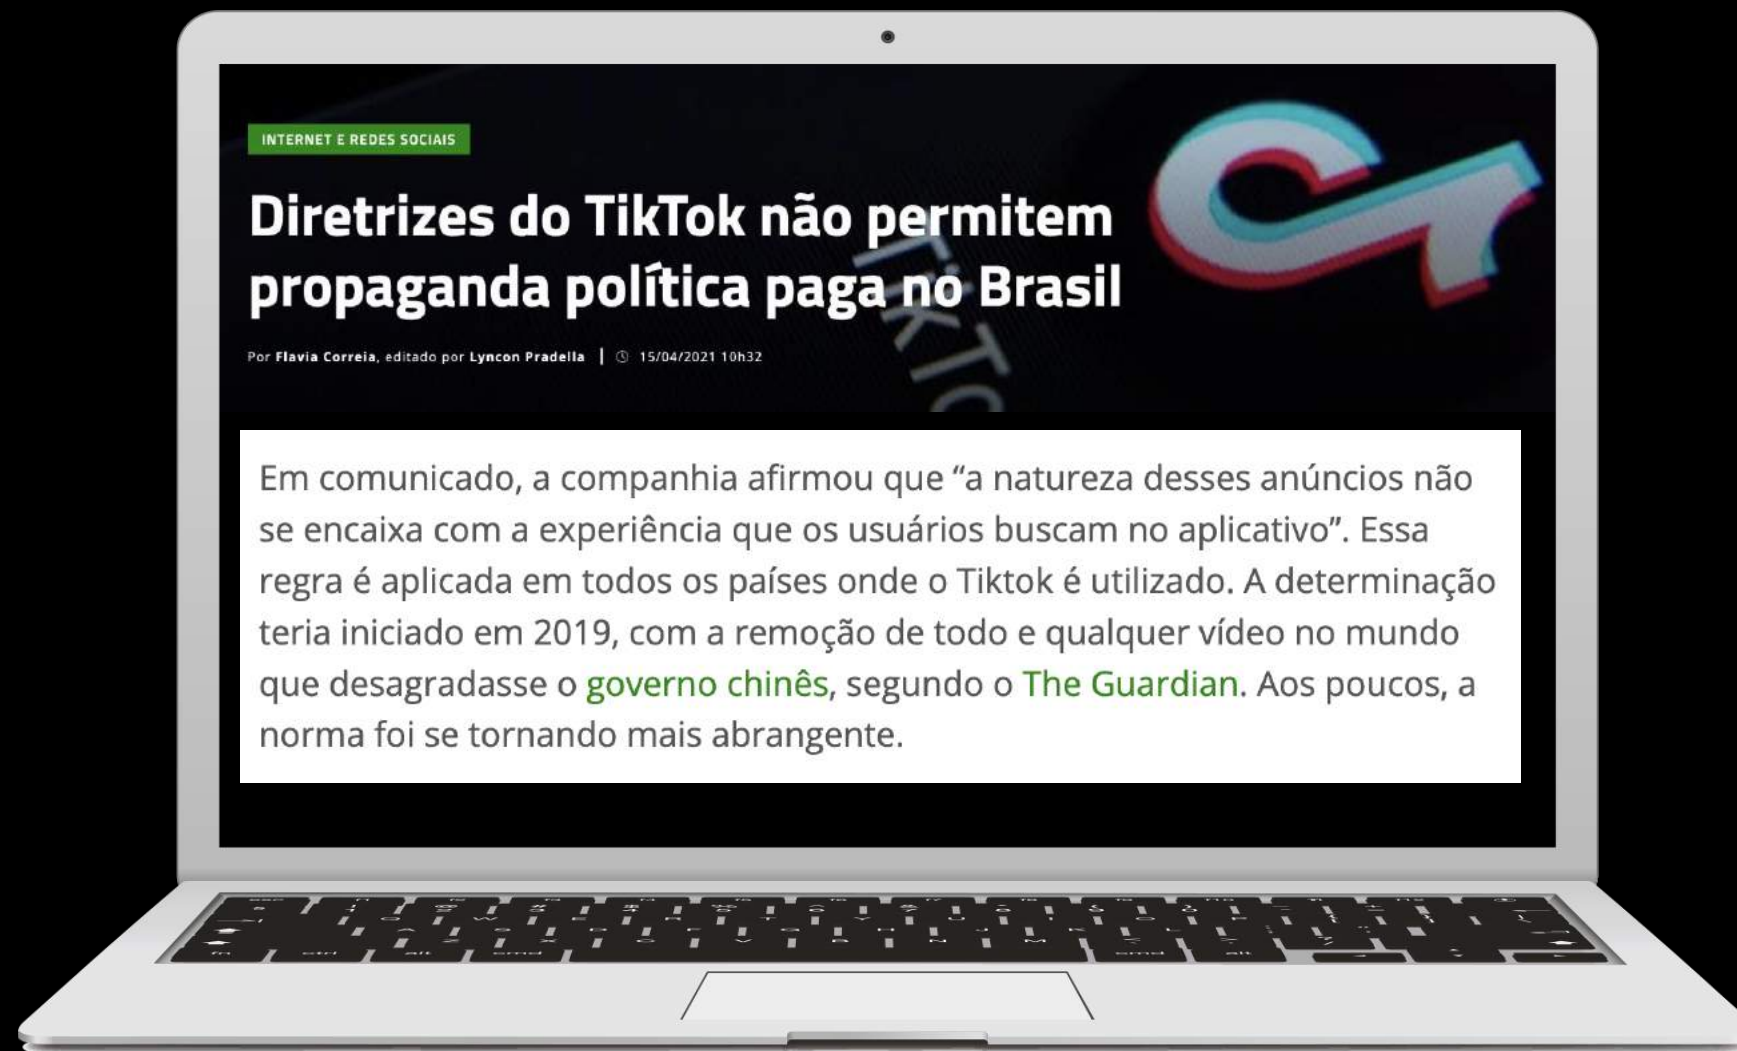 INTERNET E REDES SOCIAIS
Diretrizes do TikTok não permitem
propaganda política paga no Brasil
Por Flavia Correia, editado por Lyncon Pradella | 15/04/2021 10h32
TikTo
Em comunicado, a companhia afirmou que “a natureza desses anúncios não
se encaixa com a experiência que os usuários buscam no aplicativo”. Essa
regra é aplicada em todos os países onde o Tiktok é utilizado. A determinação
teria iniciado em 2019, com a remoção de todo e qualquer vídeo no mundo
que desagradasse o governo chinês, segundo o The Guardian. Aos poucos, a
norma foi se tornando mais abrangente.